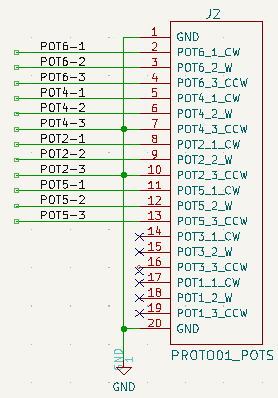 J2
1 GND
POT6-1 2 POT6_1_CW
POT6-2 3 POT6_2_W
POT6-3 4 POT6_3_CCW
POT4-1 5 POT4_1_CW
POT4-2 6 POT4_2_W
POT4-3 7 POT4_3_CCW
POT2-1 8 POT2_1_CW
POT2-2 9 POT2_2_W
POT2-3 10 POT2_3_CCW
POT5-1 11 POT5_1_CW
POT5-2 12 POT5_2_W
POT5-3 13 POT5_3_CCW
14 POT3_1_CW
15 POT3_2_W
16 POT3_3_CCW
17 POT1_1_CW
18 POT1_2_W
19 POT1_3_CCW
20 GND
PROTO01_POTS
GND
1
GND